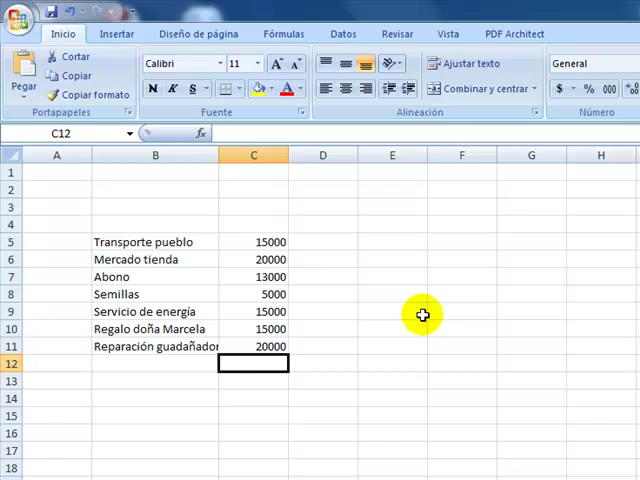 Inicio Insertar Diseño de página Fórmulas Datos Revisar Vista PDF Architect
Pegar
Cortar
Copiar
Copiar formato
Portapapeles
Calibri 11 A A
N K S A
Fuente
Ajustar texto
Combinar y centrar
Alineación
General
$ % 000
Número
C12 fx
A B C D E F G H
1
2
3
4
5 Transporte pueblo 15000
6 Mercado tienda 20000
7 Abono 13000
8 Semillas 5000
9 Servicio de energía 15000
10 Regalo doña Marcela 15000
11 Reparación guadañador 20000
12
13
14
15
16
17
18